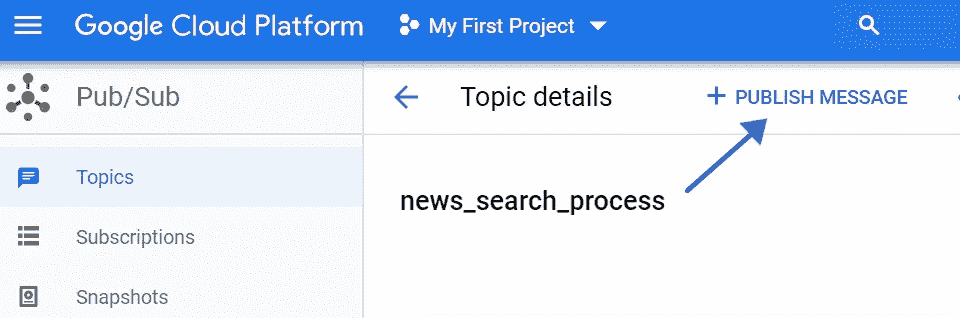 Google Cloud Platform My First Project
Pub/Sub Topic details + PUBLISH MESSAGE
Topics
news_search_process
Subscriptions
Snapshots